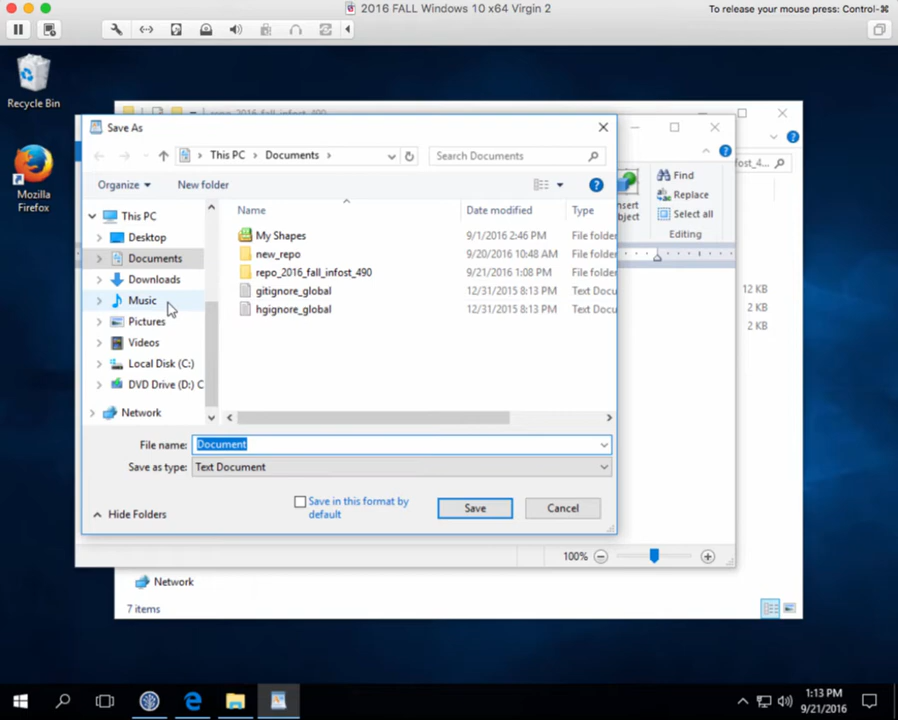 2016 FALL Windows 10 x64 Virgin 2
To release your mouse press: Control-⌘
Recycle Bin
Mozilla
Firefox
repo_2016_fall_infost_490
Save As
This PC > Documents >
Search Documents
Organize
New folder
fost_4...
Find
Replace
Select all
Editing
nsert
bject
This PC
Desktop
Documents
Downloads
Music
Pictures
Videos
Local Disk (C:)
DVD Drive (D:) C
Network
Name Date modified Type
My Shapes 9/1/2016 2:46 PM File folder
new_repo 9/20/2016 10:48 AM File folder
repo_2016_fall_infost_490 9/21/2016 1:08 PM File folder
gitignore_global 12/31/2015 8:13 PM Text Docu
hgignore_global 12/31/2015 8:13 PM Text Docu
12 KB
2 KB
2 KB
File name: Document
Save as type: Text Document
Save in this format by
default
Save
Cancel
Hide Folders
100%
Network
7 items
1:13 PM
9/21/2016